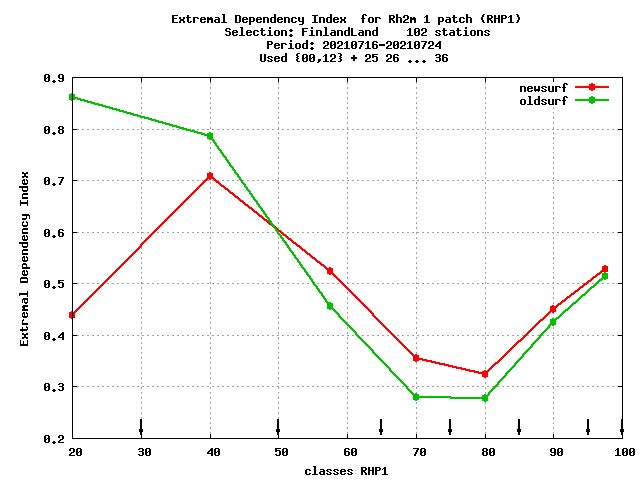 Extremal Dependency Index  for Rh2m 1 patch (RHP1)
Selection: FinlandLand    102 stations
Period: 20210716-20210724
Used {00,12} + 25 26 ... 36
newsurf
oldsurf
Extremal Dependency Index
0.9
0.8
0.7
0.6
0.5
0.4
0.3
0.2
20 30 40 50 60 70 80 90 100
classes RHP1